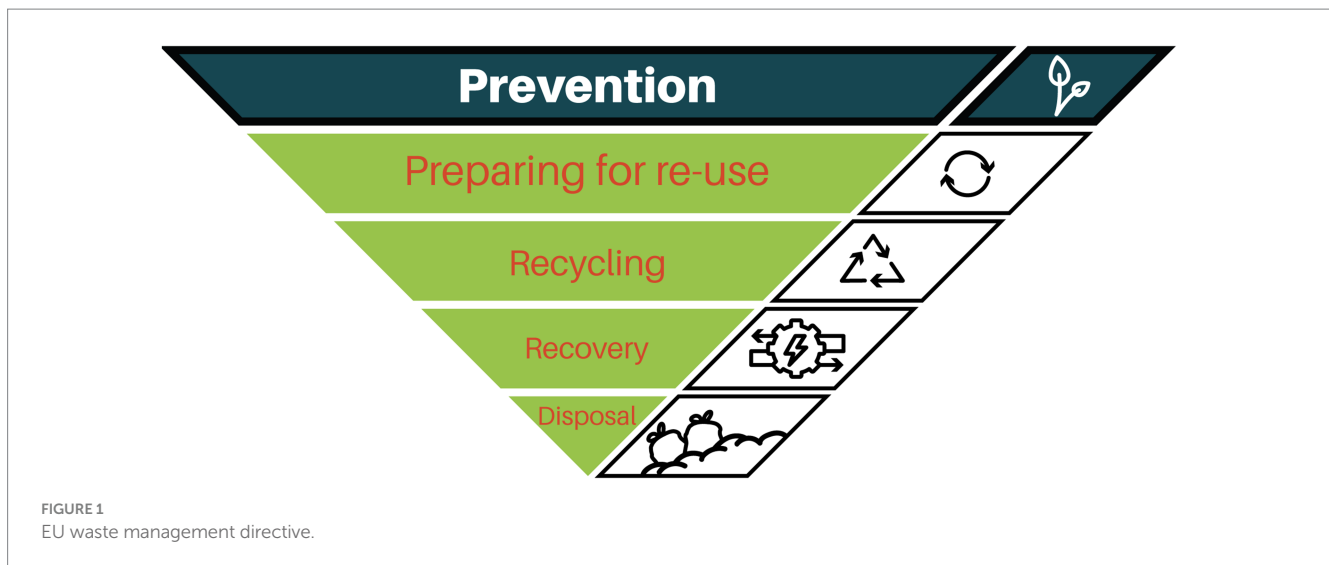 Prevention
Preparing for re-use
Recycling
Recovery
Disposal
FIGURE 1
EU waste management directive.